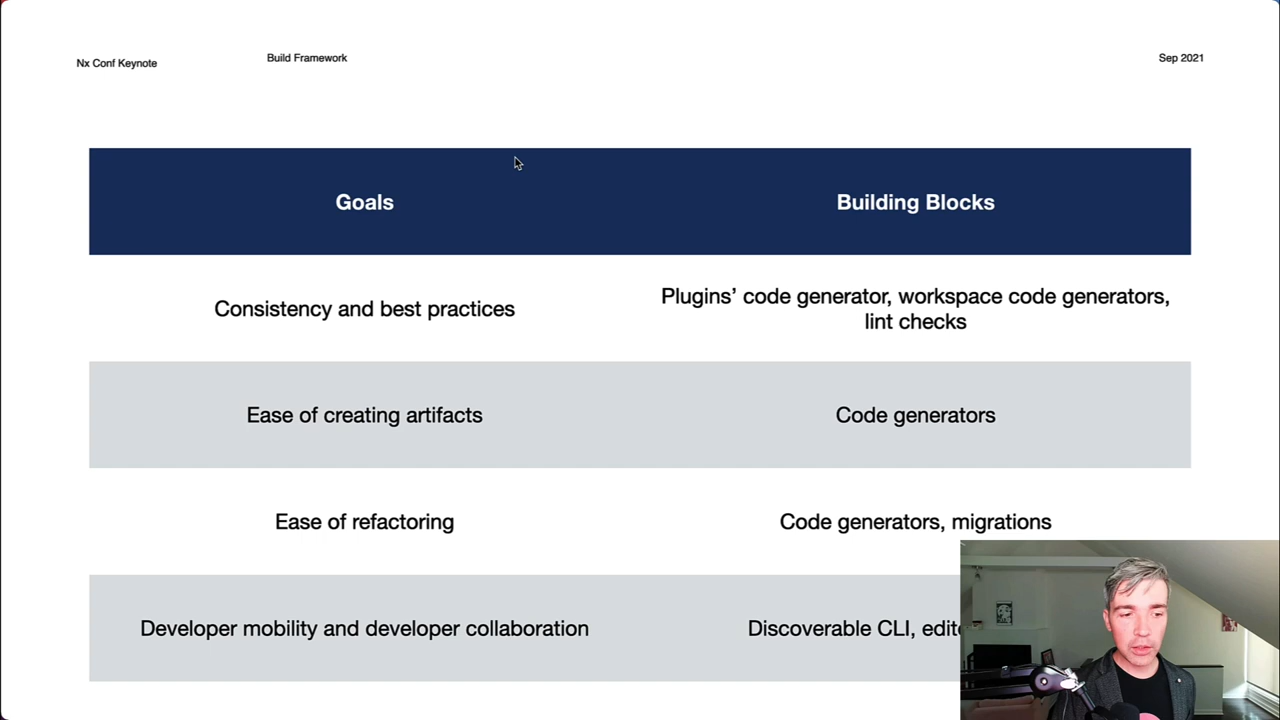 Nx Conf Keynote
Build Framework
Sep 2021
Goals
Building Blocks
Consistency and best practices
Plugins’ code generator, workspace code generators,
lint checks
Ease of creating artifacts
Code generators
Ease of refactoring
Code generators, migrations
Developer mobility and developer collaboration
Discoverable CLI,